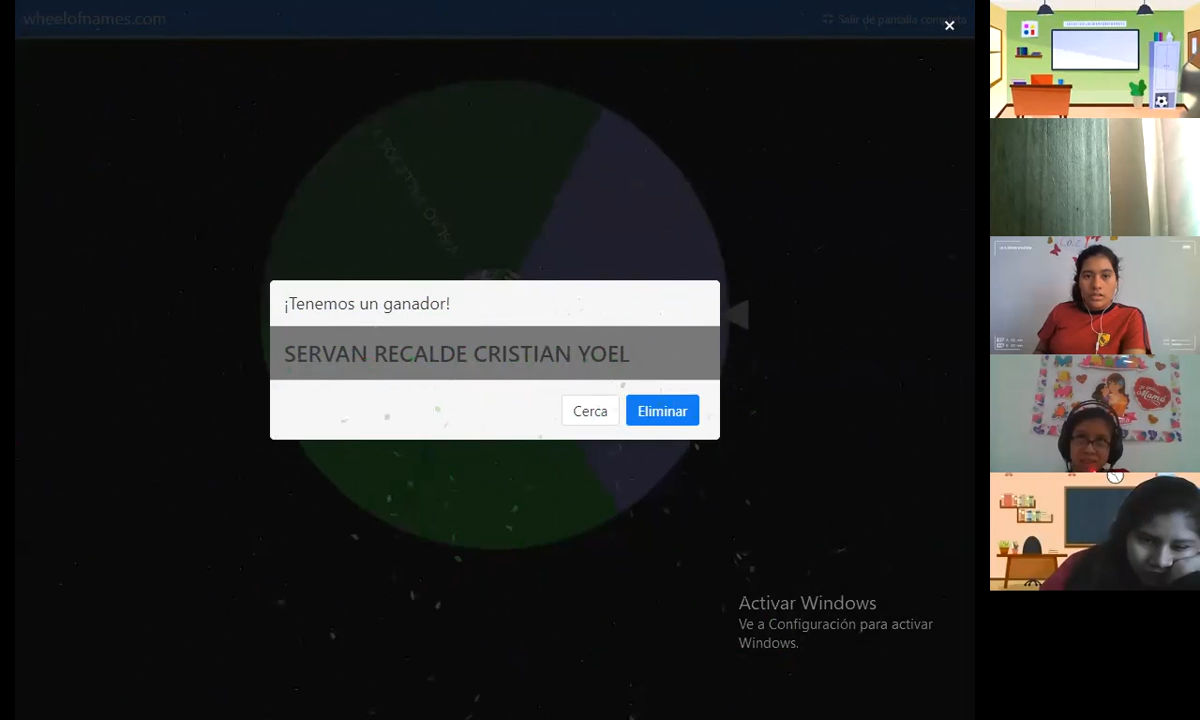 wheelofnames.com
Salir de pantalla completa
¡Tenemos un ganador!
SERVAN RECALDE CRISTIAN YOEL
Cerca
Eliminar
Activar Windows
Ve a Configuración para activar
Windows.
Mamá